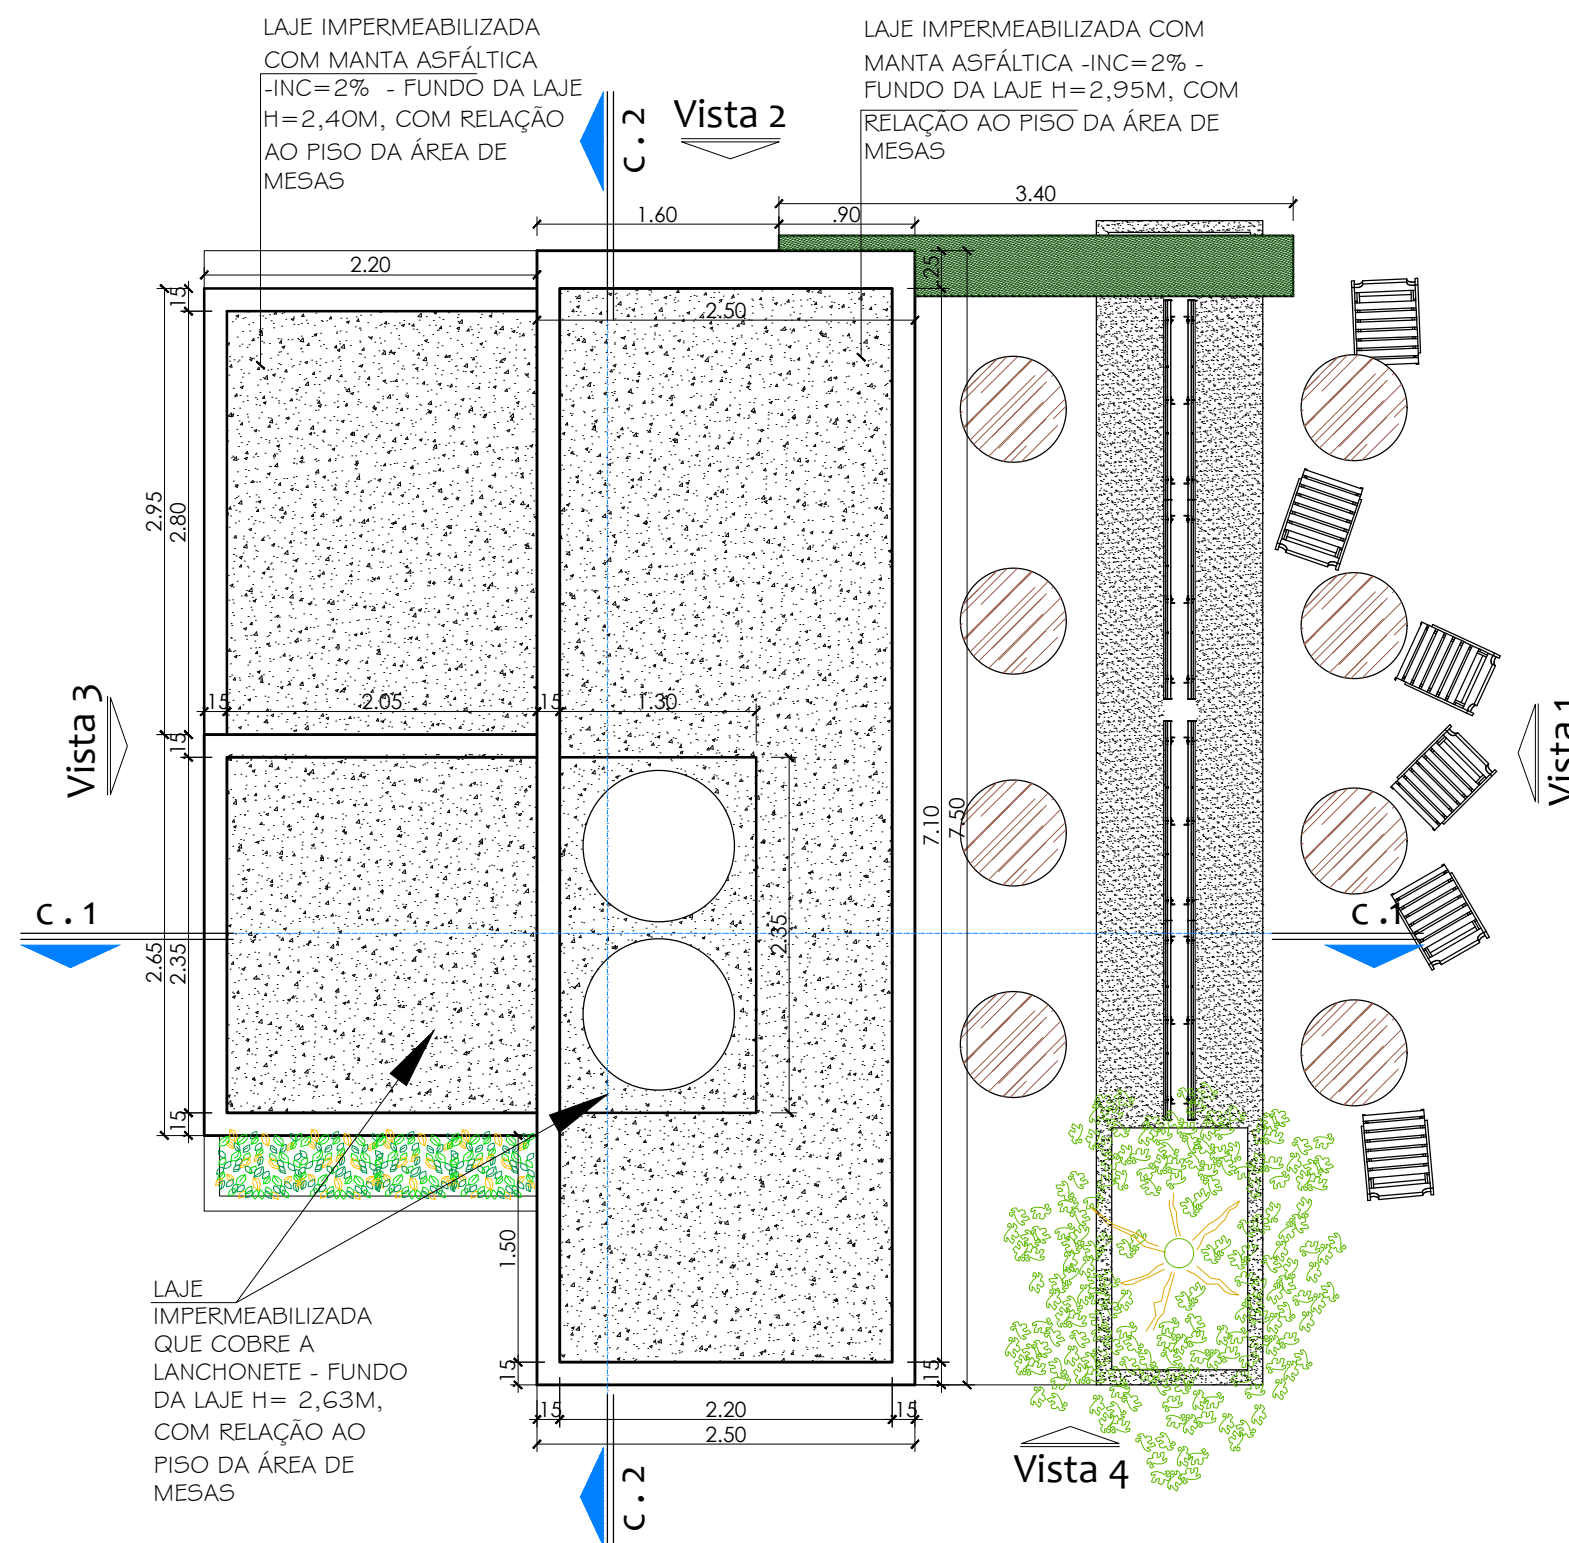 LAJE IMPERMEABILIZADA
COM MANTA ASFÁLTICA
-INC=2% - FUNDO DA LAJE
H=2,40M, COM RELAÇÃO
AO PISO DA ÁREA DE
MESAS
LAJE IMPERMEABILIZADA COM
MANTA ASFÁLTICA -INC=2% -
FUNDO DA LAJE H=2,95M, COM
RELAÇÃO AO PISO DA ÁREA DE
MESAS
c.2
Vista 2
3.40
1.60
.90
2.20
.25
.15
2.50
2.95
2.80
.15
2.05
.15
1.30
Vista 3
.15
Vista 1
7.10
7.50
c.1
c.1
2.65
2.35
2.35
.15
1.50
LAJE
IMPERMEABILIZADA
QUE COBRE A
LANCHONETE - FUNDO
DA LAJE H= 2,63M,
COM RELAÇÃO AO
PISO DA ÁREA DE
MESAS
.15
.15
.15
2.20
.15
2.50
Vista 4
c.2